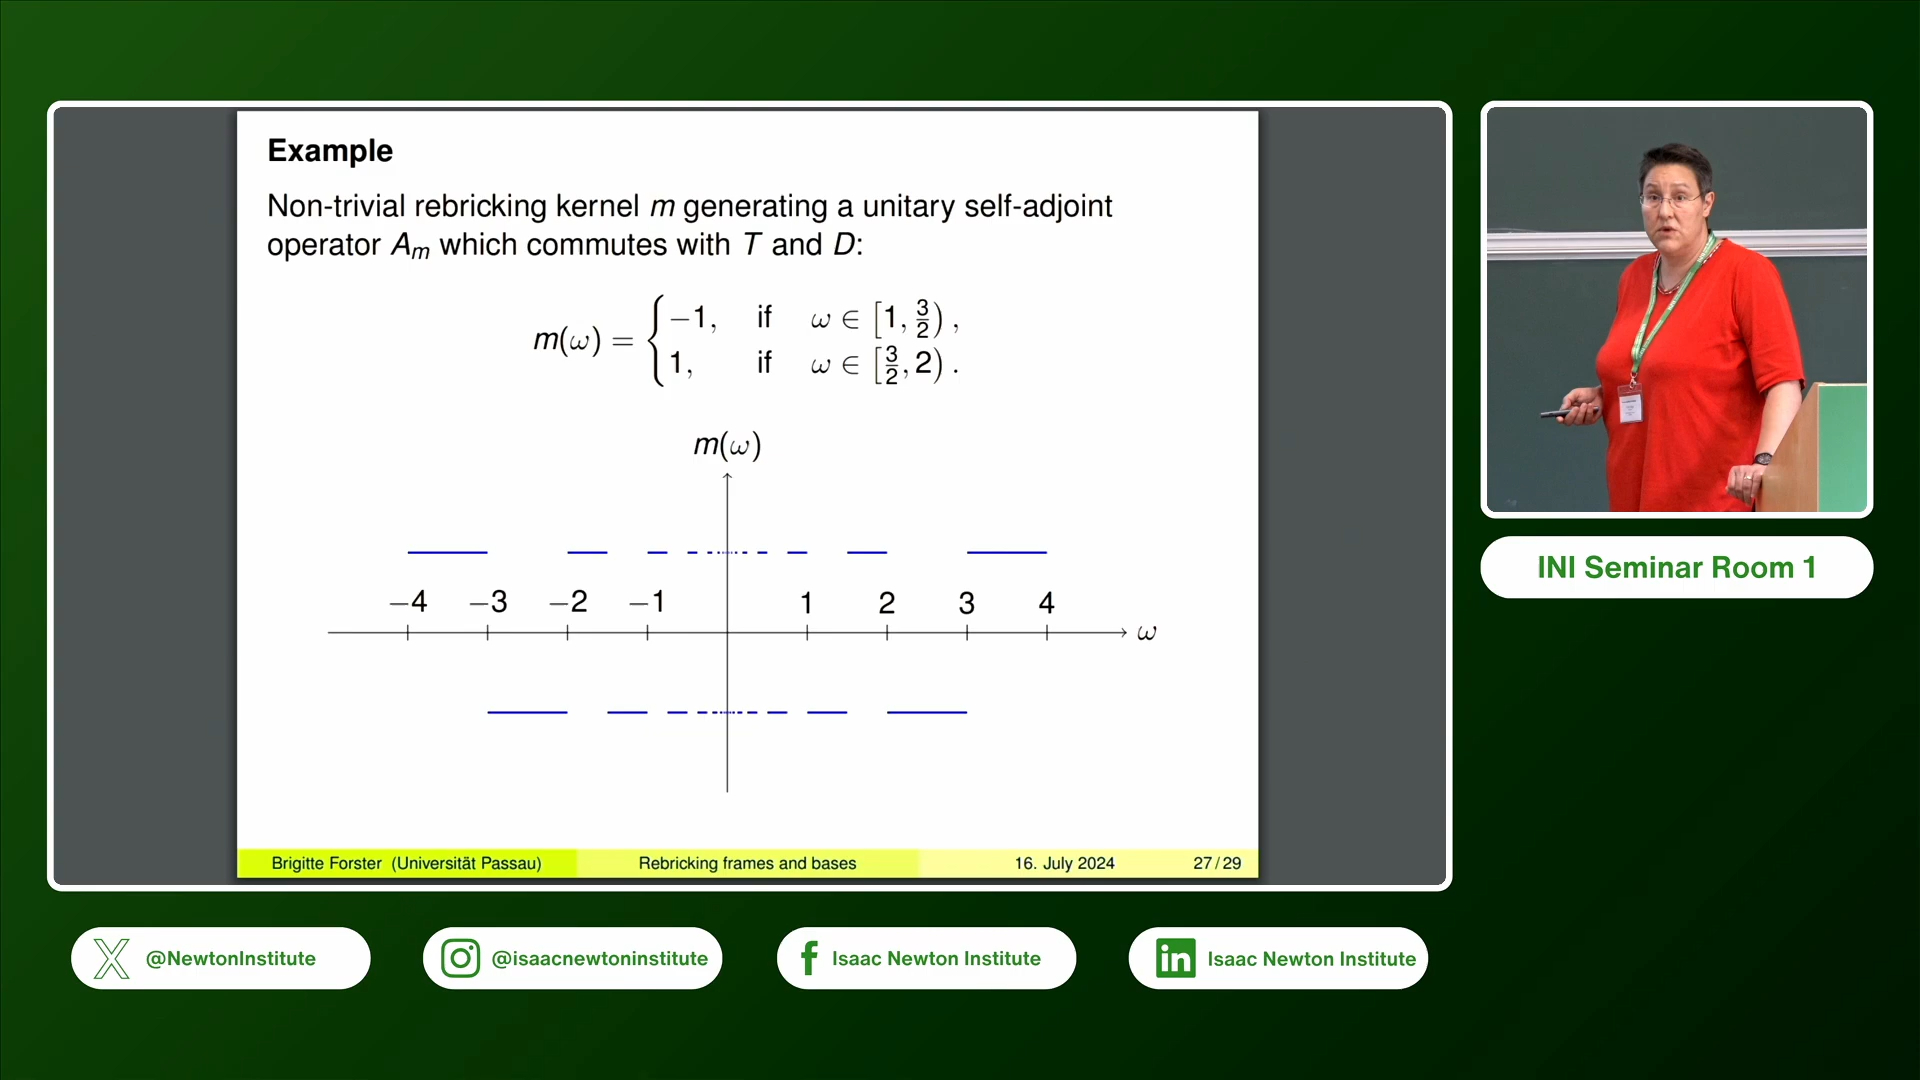 Example
Non-trivial rebricking kernel m generating a unitary self-adjoint
operator Aₘ which commutes with T and D:
m(ω) = { −1, if ω ∈ [1, 3/2) ,
1, if ω ∈ [3/2, 2) .
m(ω)
−4 −3 −2 −1 1 2 3 4
ω
Brigitte Forster (Universität Passau) Rebricking frames and bases 16. July 2024 27 / 29
INI Seminar Room 1
@NewtonInstitute @isaacnewtoninstitute Isaac Newton Institute Isaac Newton Institute